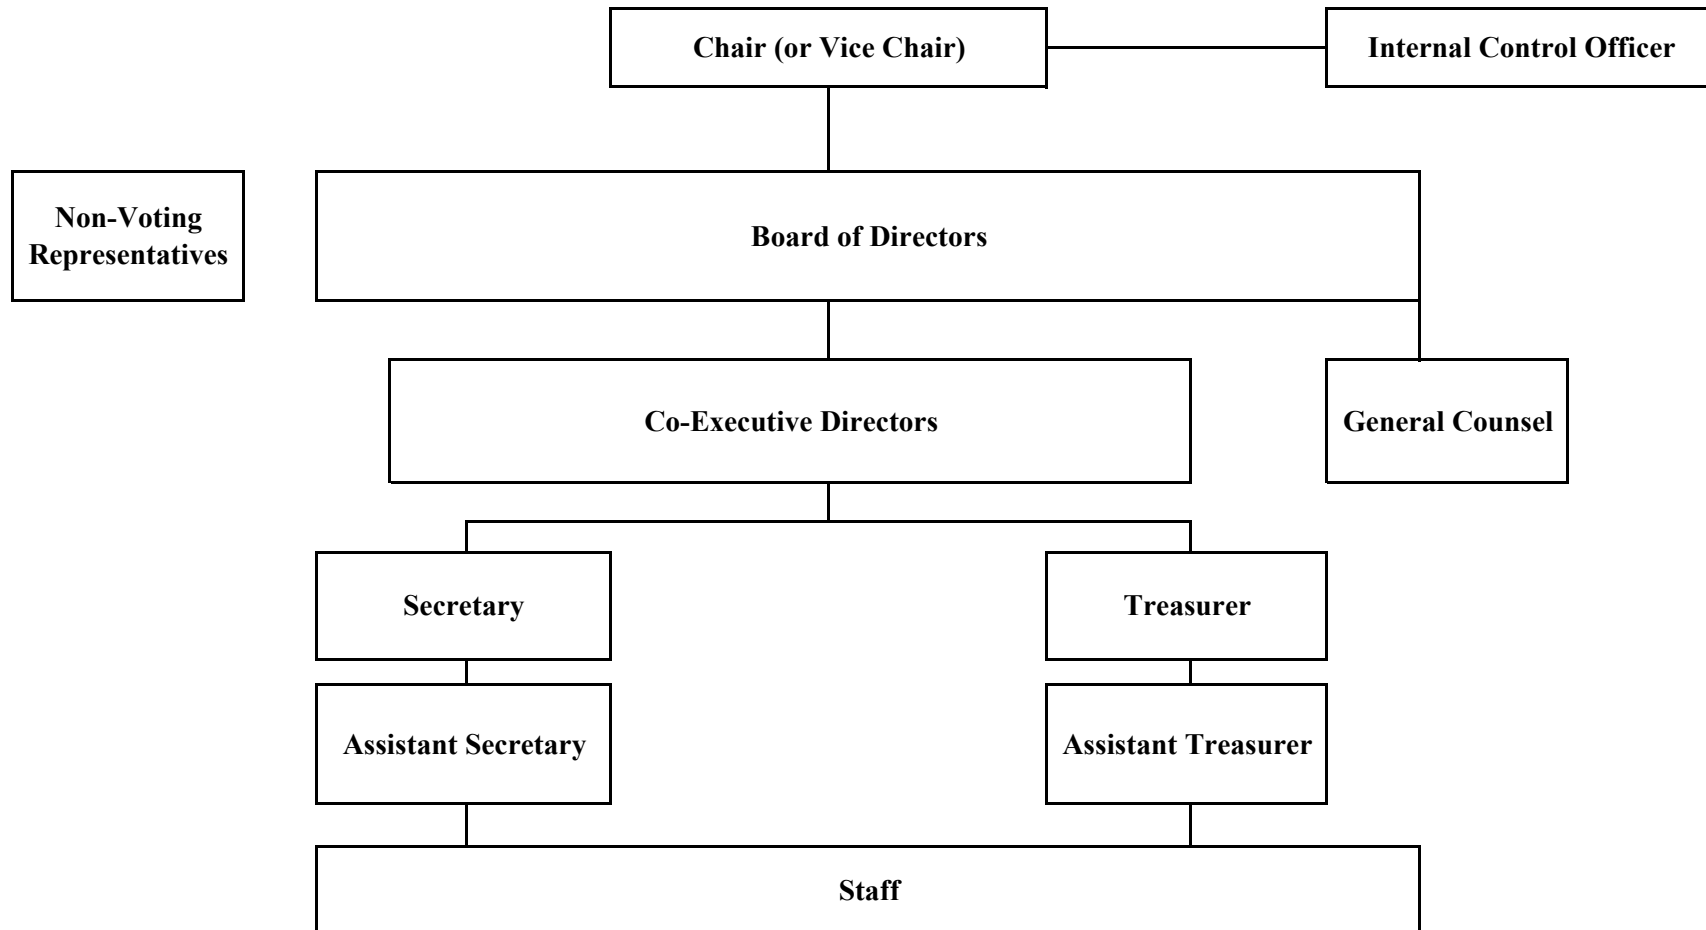 Chair (or Vice Chair)
Internal Control Officer
Non-Voting
Representatives
Board of Directors
Co-Executive Directors
General Counsel
Secretary
Treasurer
Assistant Secretary
Assistant Treasurer
Staff